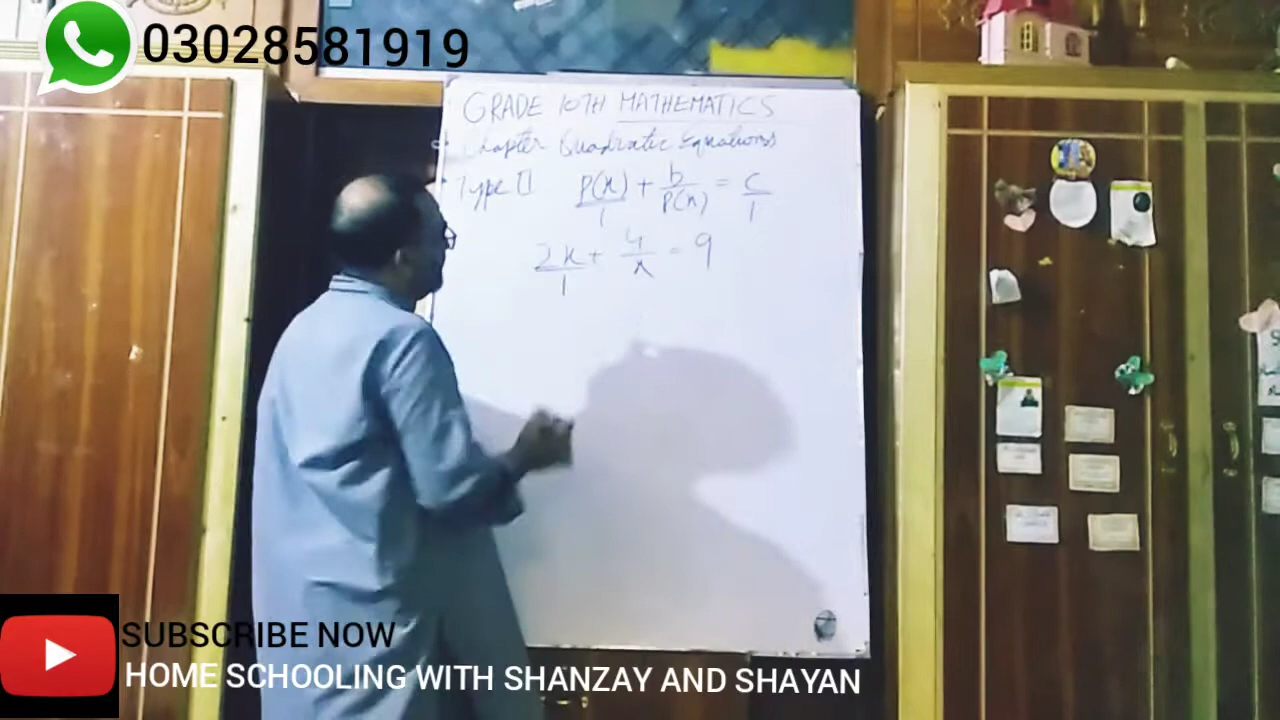 03028581919
GRADE 10TH MATHEMATICS
Chapter Quadratic Equations
Type II P(x)/1 + b/P(x) = c/1
2x/1 + 4/x = 9
SUBSCRIBE NOW
HOME SCHOOLING WITH SHANZAY AND SHAYAN